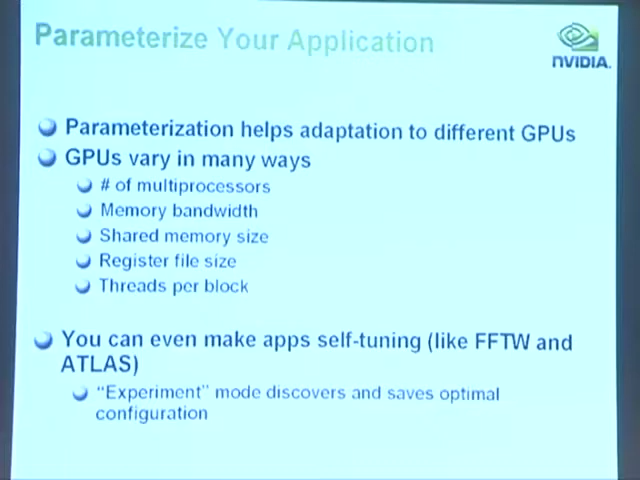 Parameterize Your Application
nVIDIA.
Parameterization helps adaptation to different GPUs
GPUs vary in many ways
# of multiprocessors
Memory bandwidth
Shared memory size
Register file size
Threads per block
You can even make apps self-tuning (like FFTW and
ATLAS)
“Experiment” mode discovers and saves optimal
configuration